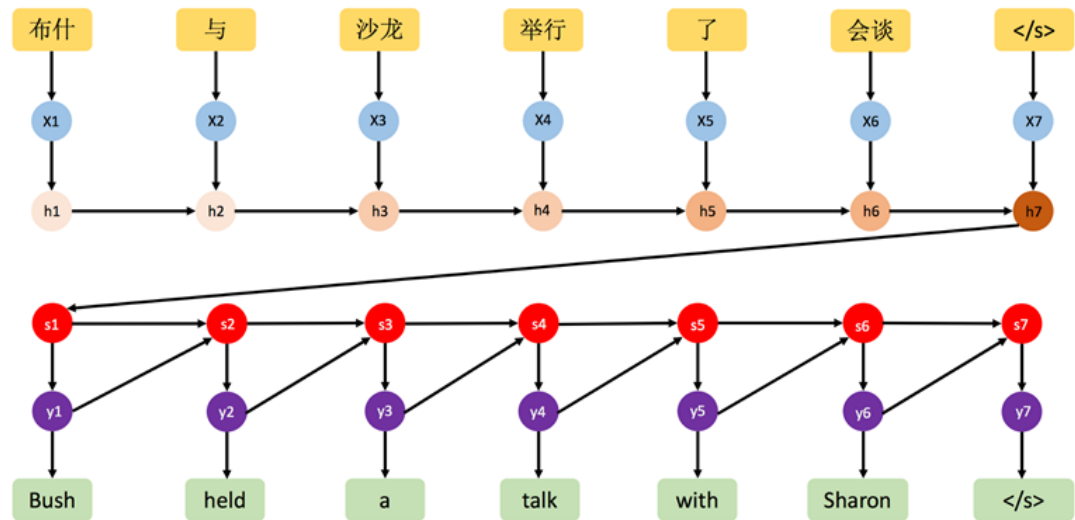 布什 与 沙龙 举行 了 会谈 </s>
X1 X2 X3 X4 X5 X6 X7
h1 h2 h3 h4 h5 h6 h7
s1 s2 s3 s4 s5 s6 s7
y1 y2 y3 y4 y5 y6 y7
Bush held a talk with Sharon </s>